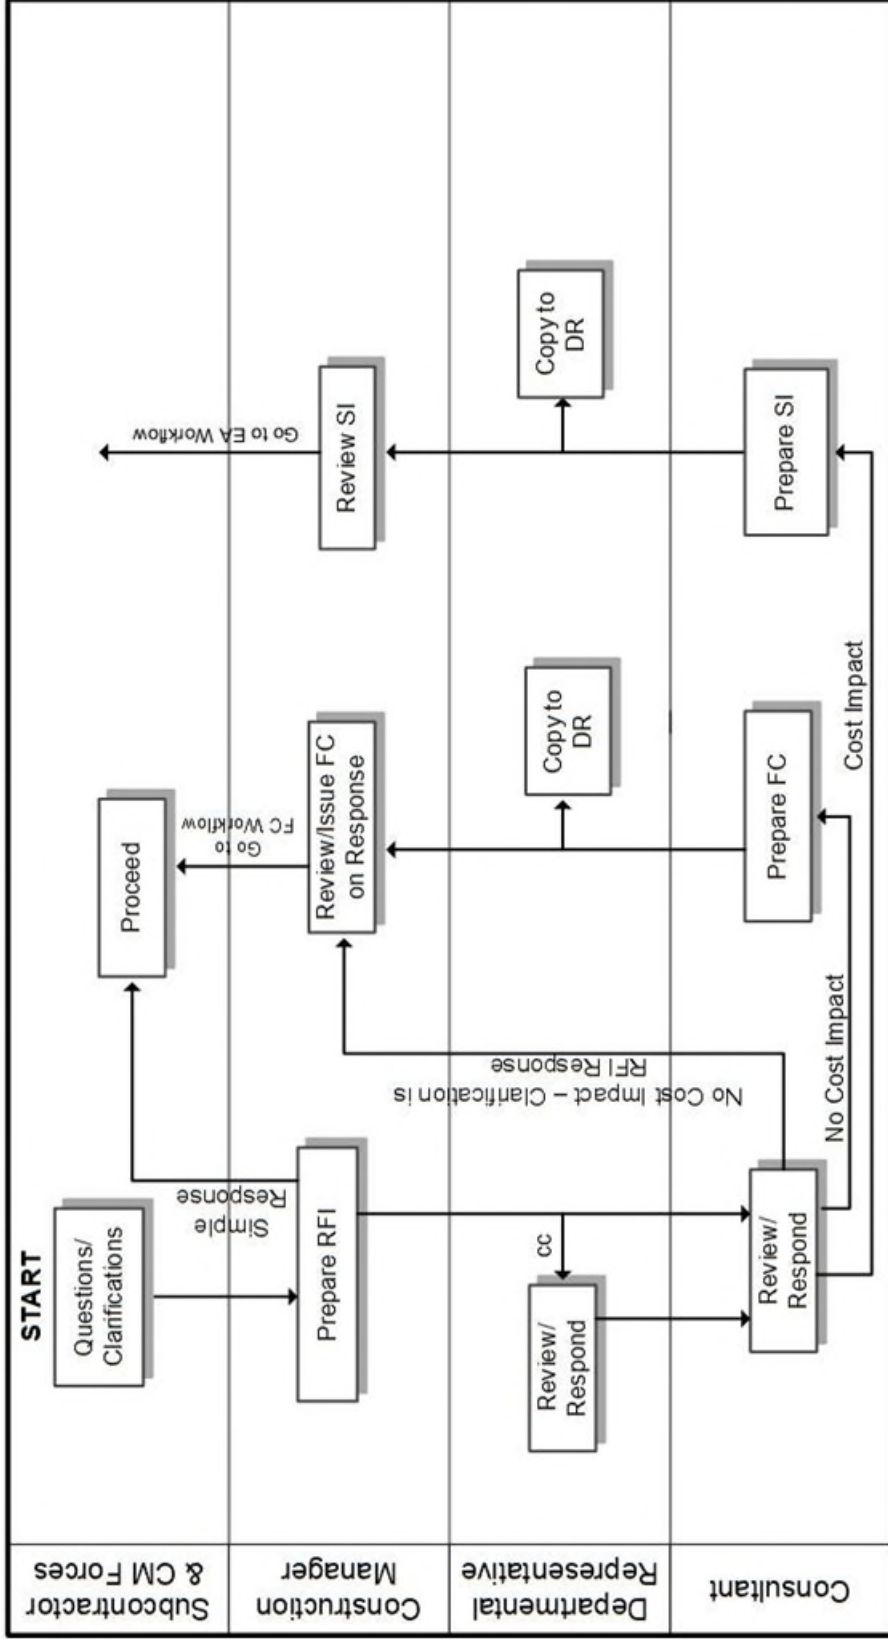 Subcontractor
& CM Forces
START
Questions/
Clarifications
Simple
Response
Proceed
Go to
FC Workflow
Go to EA Workflow
Construction
Manager
Prepare RFI
Review/Issue FC
on Response
Review SI
Departmental
Representative
Review/
Respond
cc
No Cost Impact – Clarification is
RFI Response
Copy to
DR
Copy to
DR
Consultant
Review/
Respond
No Cost Impact
Prepare FC
Cost Impact
Prepare SI